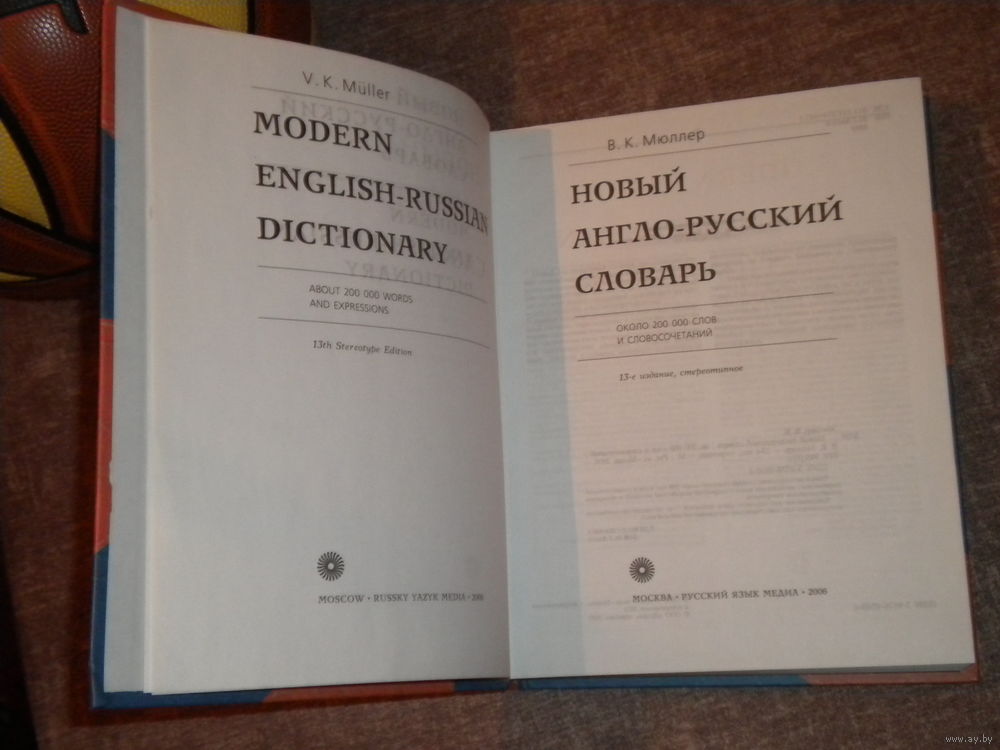 V. K. Müller
MODERN
ENGLISH-RUSSIAN
DICTIONARY
ABOUT 200 000 WORDS
AND EXPRESSIONS
13th Stereotype Edition
MOSCOW • RUSSKY YAZYK MEDIA • 2006
В. К. Мюллер
НОВЫЙ
АНГЛО-РУССКИЙ
СЛОВАРЬ
ОКОЛО 200 000 СЛОВ
И СЛОВОСОЧЕТАНИЙ
13-е издание, стереотипное
МОСКВА • РУССКИЙ ЯЗЫК МЕДИА • 2006
www.ay.by